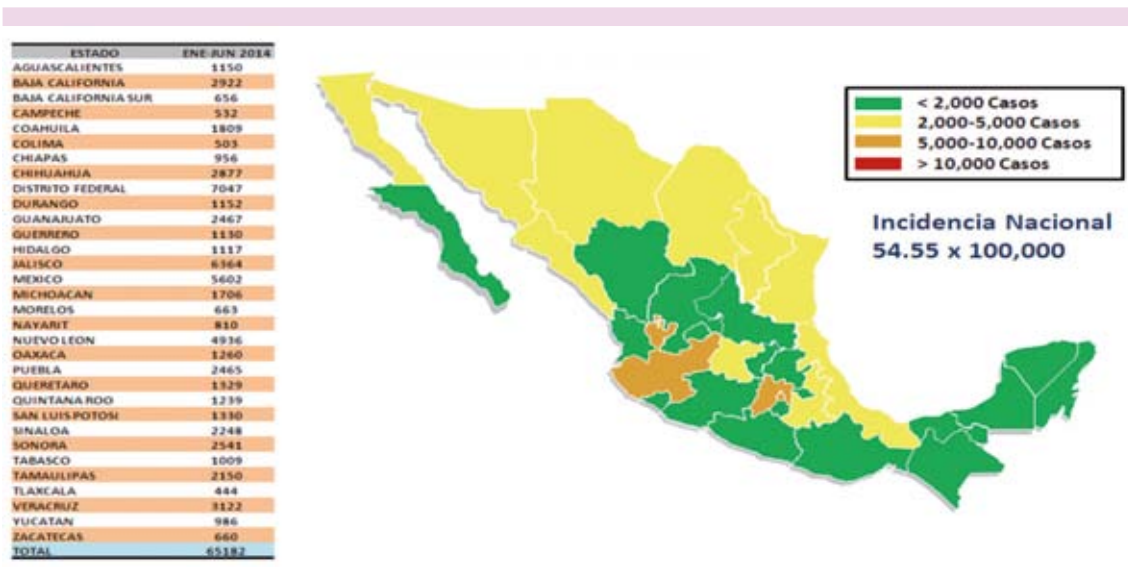 ESTADO ENE-JUN 2014
AGUASCALIENTES 1150
BAJA CALIFORNIA 2922
BAJA CALIFORNIA SUR 656
CAMPECHE 532
COAHUILA 1809
COLIMA 503
CHIAPAS 956
CHIHUAHUA 2877
DISTRITO FEDERAL 7047
DURANGO 1152
GUANAJUATO 2467
GUERRERO 1130
HIDALGO 1117
JALISCO 6364
MEXICO 5602
MICHOACAN 1706
MORELOS 663
NAYARIT 810
NUEVO LEON 4936
OAXACA 1260
PUEBLA 2465
QUERETARO 1329
QUINTANA ROO 1239
SAN LUIS POTOSI 1330
SINALOA 2248
SONORA 2541
TABASCO 1009
TAMAULIPAS 2150
TLAXCALA 444
VERACRUZ 3122
YUCATAN 986
ZACATECAS 660
TOTAL 65182
< 2,000 Casos
2,000-5,000 Casos
5,000-10,000 Casos
> 10,000 Casos
Incidencia Nacional
54.55 x 100,000